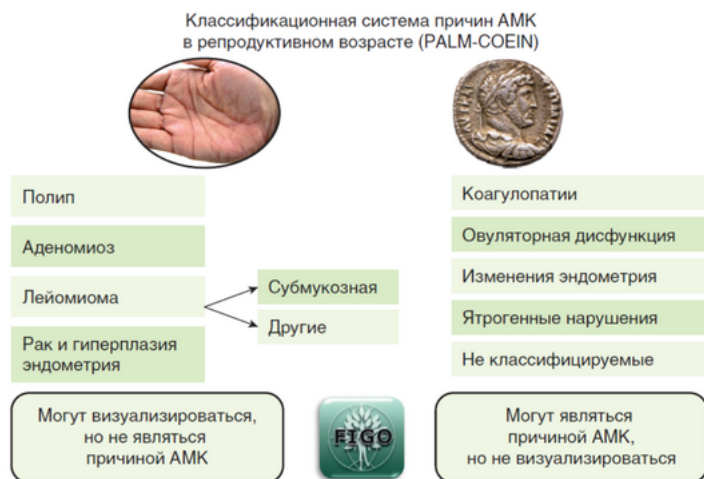 Классификационная система причин АМК
в репродуктивном возрасте (PALM-COEIN)
Полип
Аденомиоз
Лейомиома
Рак и гиперплазия
эндометрия
Субмукозная
Другие
Коагулопатии
Овуляторная дисфункция
Изменения эндометрия
Ятрогенные нарушения
Не классифицируемые
Могут визуализироваться,
но не являться
причиной АМК
FIGO
Могут являться
причиной АМК,
но не визуализироваться